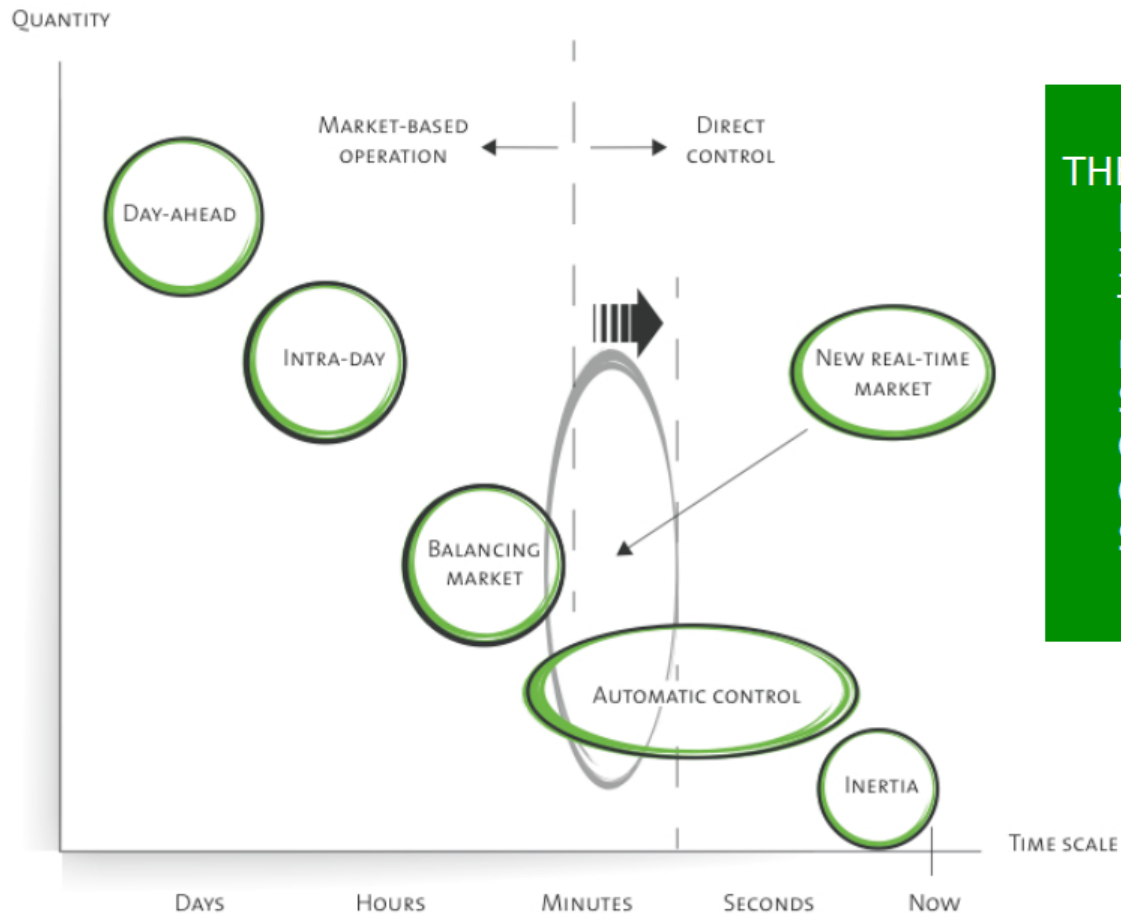 QUANTITY
MARKET-BASED
OPERATION
DIRECT
CONTROL
DAY-AHEAD
INTRA-DAY
NEW REAL-TIME
MARKET
BALANCING
MARKET
AUTOMATIC CONTROL
INERTIA
TIME SCALE
DAYS
HOURS
MINUTES
SECONDS
NOW